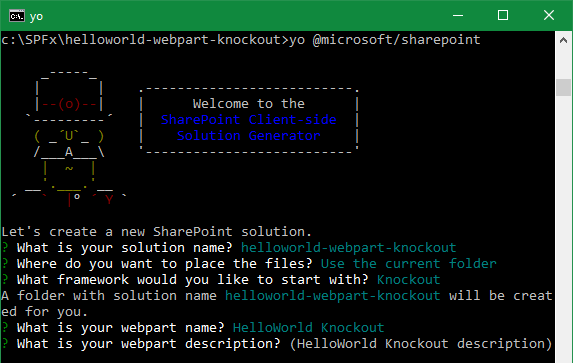 yo
c:\SPFx\helloworld-webpart-knockout>yo @microsoft/sharepoint
Welcome to the
SharePoint Client-side
Solution Generator
Let's create a new SharePoint solution.
? What is your solution name? helloworld-webpart-knockout
? Where do you want to place the files? Use the current folder
? What framework would you like to start with? Knockout
A folder with solution name helloworld-webpart-knockout will be creat
ed for you.
? What is your webpart name? HelloWorld Knockout
? What is your webpart description? (HelloWorld Knockout description)